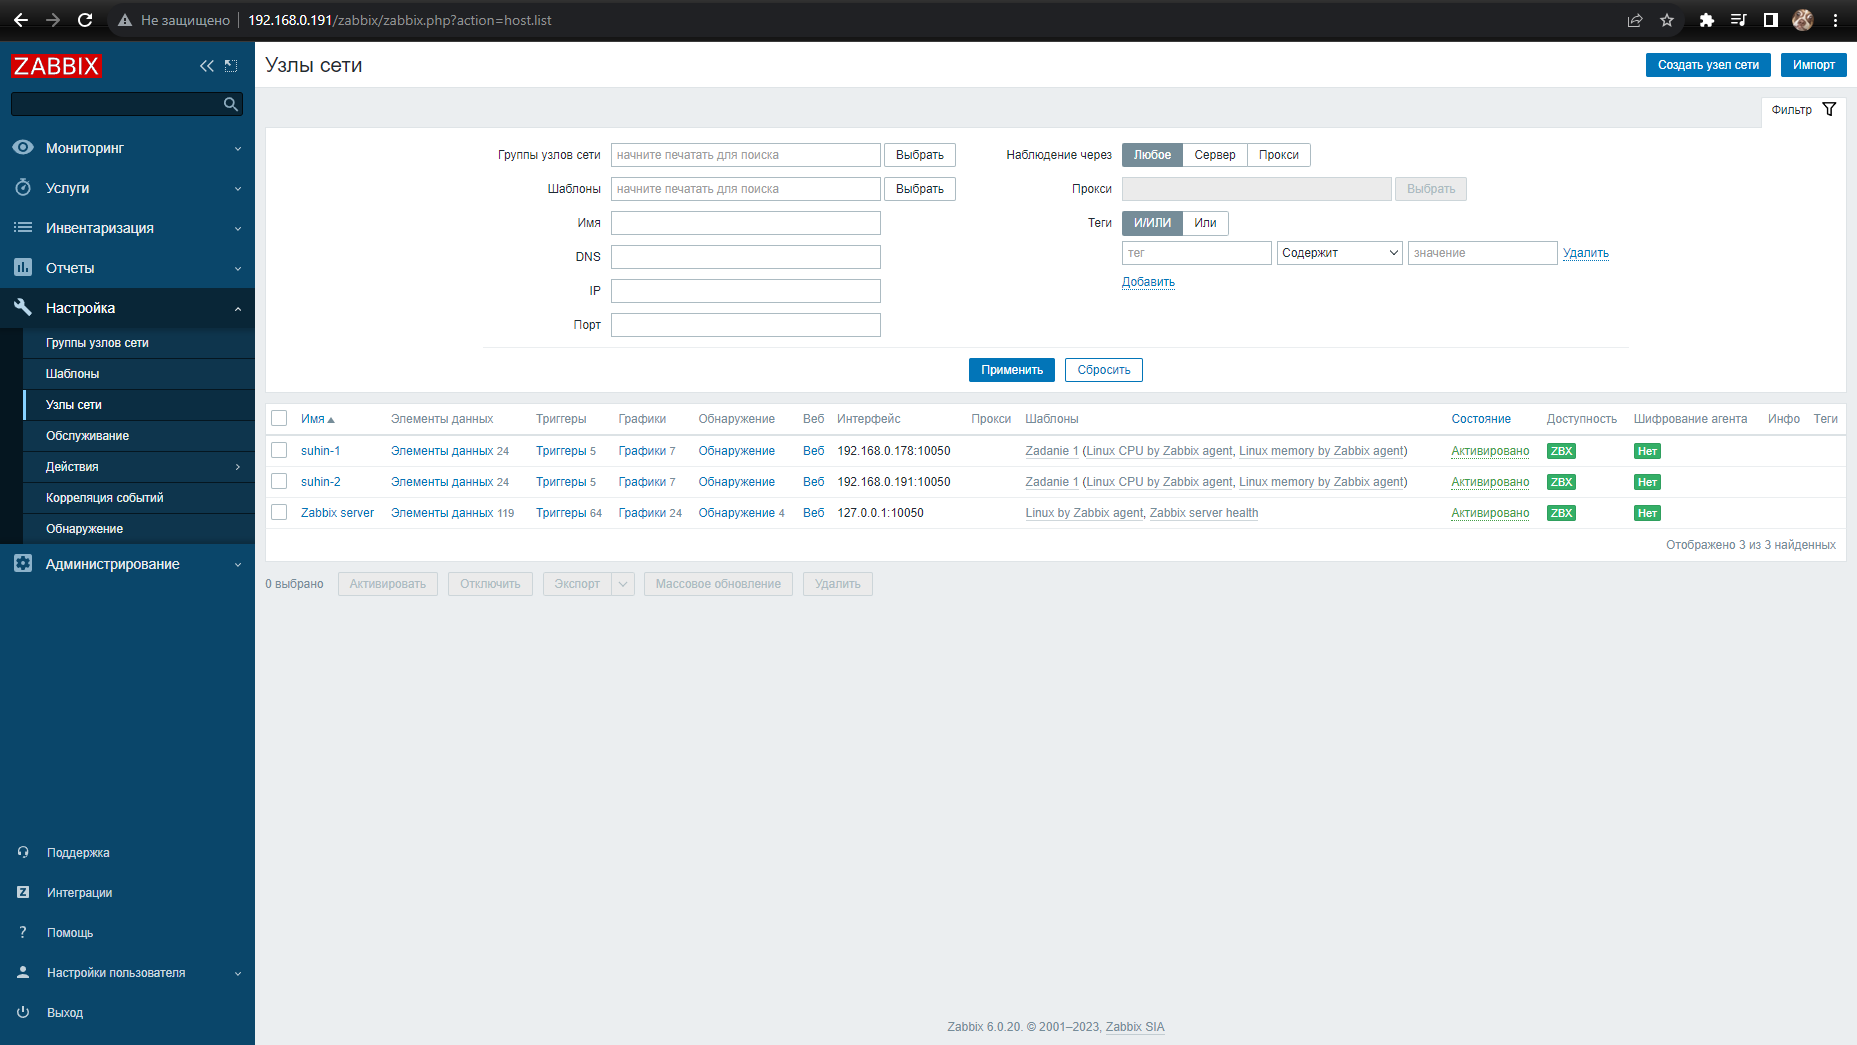 Не защищено 192.168.0.191/zabbix/zabbix.php?action=host.list
ZABBIX
Мониторинг
Услуги
Инвентаризация
Отчеты
Настройка
Группы узлов сети
Шаблоны
Узлы сети
Обслуживание
Действия
Корреляция событий
Обнаружение
Администрирование
Поддержка
Z Интеграции
? Помощь
Настройки пользователя
Выход
Узлы сети
Создать узел сети Импорт
Фильтр
Группы узлов сети начните печатать для поиска Выбрать
Шаблоны начните печатать для поиска Выбрать
Имя
DNS
IP
Порт
Наблюдение через Любое Сервер Прокси
Прокси Выбрать
Теги И/ИЛИ Или
тег Содержит значение Удалить
Добавить
Применить Сбросить
Имя Элементы данных Триггеры Графики Обнаружение Веб Интерфейс Прокси Шаблоны Состояние Доступность Шифрование агента Инфо Теги
suhin-1 Элементы данных 24 Триггеры 5 Графики 7 Обнаружение Веб 192.168.0.178:10050 Zadanie 1 (Linux CPU by Zabbix agent, Linux memory by Zabbix agent) Активировано ZBX Нет
suhin-2 Элементы данных 24 Триггеры 5 Графики 7 Обнаружение Веб 192.168.0.191:10050 Zadanie 1 (Linux CPU by Zabbix agent, Linux memory by Zabbix agent) Активировано ZBX Нет
Zabbix server Элементы данных 119 Триггеры 64 Графики 24 Обнаружение 4 Веб 127.0.0.1:10050 Linux by Zabbix agent, Zabbix server health Активировано ZBX Нет
Отображено 3 из 3 найденных
0 выбрано Активировать Отключить Экспорт Массовое обновление Удалить
Zabbix 6.0.20. © 2001–2023, Zabbix SIA